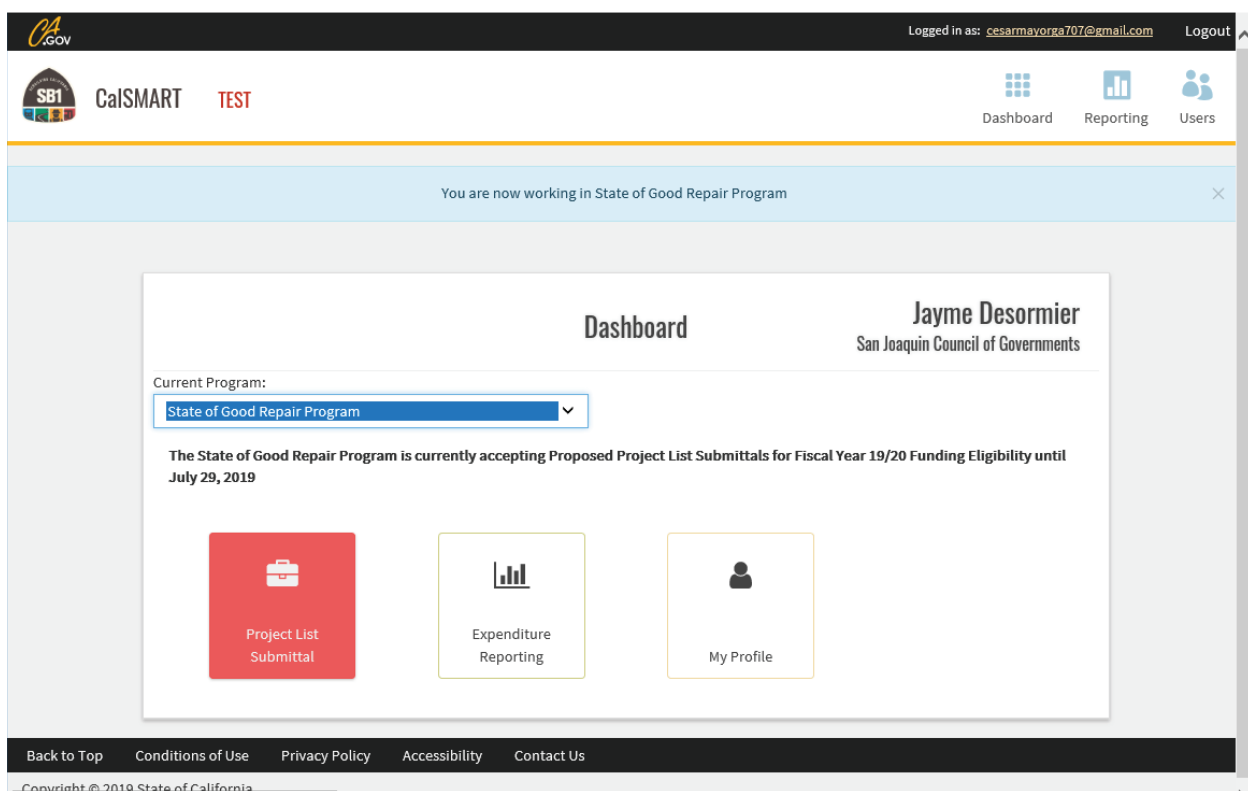 CA
.GOV
Logged in as: cesarmayorga707@gmail.com Logout
SB1
CalSMART TEST
Dashboard Reporting Users
You are now working in State of Good Repair Program ×
Jayme Desormier
Dashboard
San Joaquin Council of Governments
Current Program:
State of Good Repair Program
The State of Good Repair Program is currently accepting Proposed Project List Submittals for Fiscal Year 19/20 Funding Eligibility until
July 29, 2019
Project List
Submittal
Expenditure
Reporting
My Profile
Back to Top Conditions of Use Privacy Policy Accessibility Contact Us
Copyright © 2019 State of California